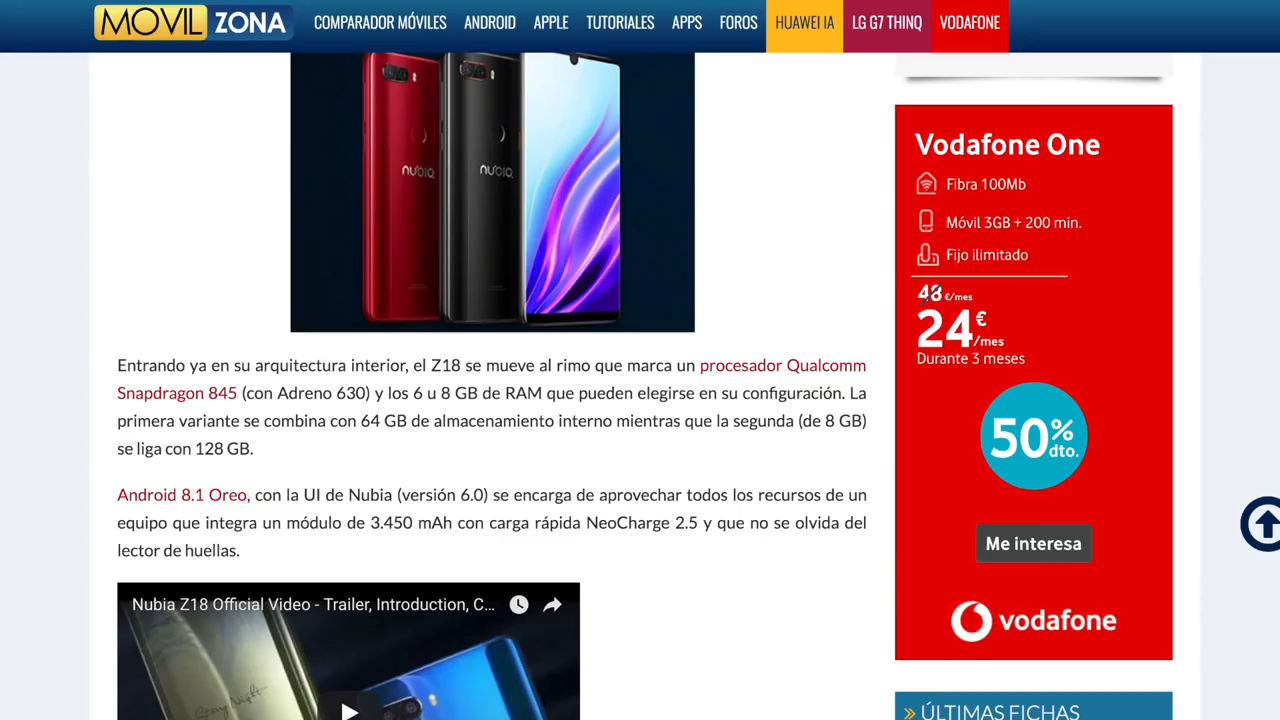 MOVIL ZONA
COMPARADOR MÓVILES
ANDROID
APPLE
TUTORIALES
APPS
FOROS
HUAWEI IA
LG G7 THINQ
VODAFONE
nubia
nubia
Entrando ya en su arquitectura interior, el Z18 se mueve al rimo que marca un procesador Qualcomm
Snapdragon 845 (con Adreno 630) y los 6 u 8 GB de RAM que pueden elegirse en su configuración. La
primera variante se combina con 64 GB de almacenamiento interno mientras que la segunda (de 8 GB)
se liga con 128 GB.
Android 8.1 Oreo, con la UI de Nubia (versión 6.0) se encarga de aprovechar todos los recursos de un
equipo que integra un módulo de 3.450 mAh con carga rápida NeoCharge 2.5 y que no se olvida del
lector de huellas.
Nubia Z18 Official Video - Trailer, Introduction, C...
Vodafone One
Fibra 100Mb
Móvil 3GB + 200 min.
Fijo ilimitado
48 €/mes
24 €/mes
Durante 3 meses
50% dto.
Me interesa
vodafone
» ÚLTIMAS FICHAS